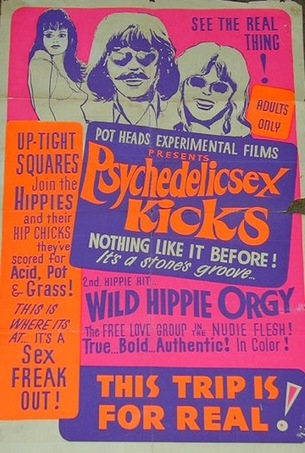 SEE THE REAL
THING
!
ADULTS
ONLY
POT HEADS EXPERIMENTAL FILMS
PRESENTS
Psychedelicsex
Kicks
NOTHING LIKE IT BEFORE!
It's a stone's groove...
UP-TIGHT
SQUARES
Join the
HIPPIES
and their
HIP CHICKS
they've
scored for
Acid, Pot
& Grass!
THIS IS
WHERE ITS
AT.. IT'S A
Sex
FREAK
OUT!
2nd. HIPPIE HIT...
WILD HIPPIE ORGY
The FREE LOVE GROUP IN THE NUDIE FLESH!
True...Bold...Authentic! In Color!
THIS TRIP IS
FOR REAL!